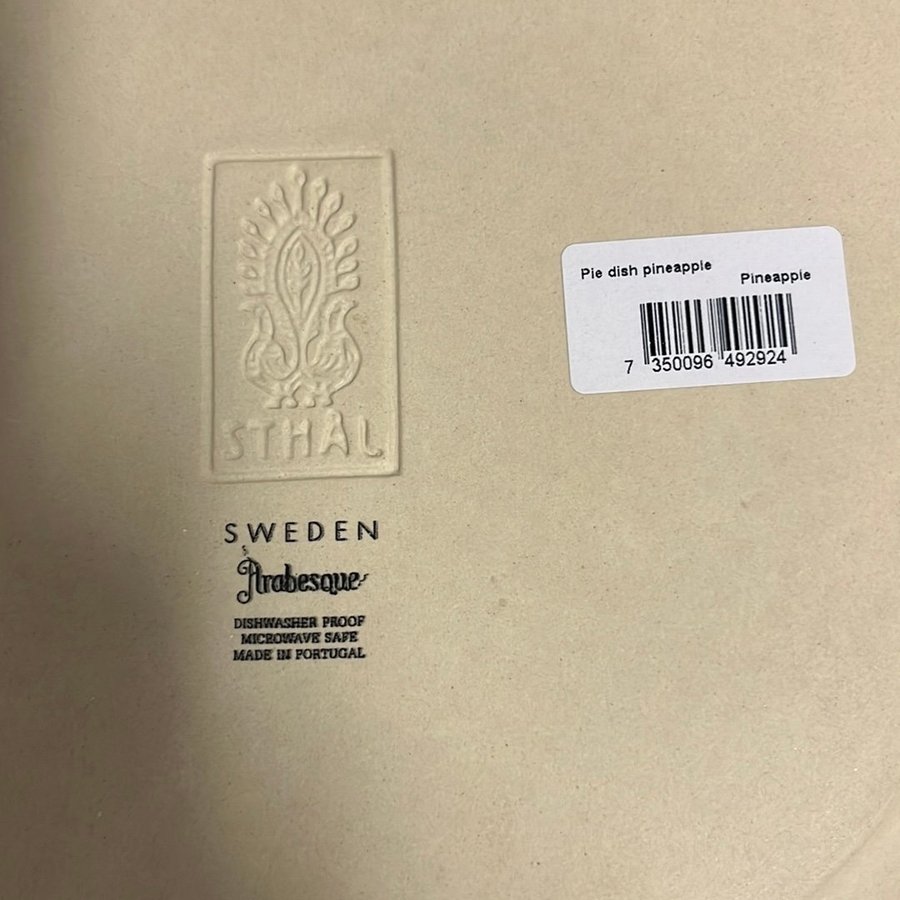 STHÅL
SWEDEN
Arabesque
DISHWASHER PROOF
MICROWAVE SAFE
MADE IN PORTUGAL
Pie dish pineapple
Pineapple
7 350096 492924